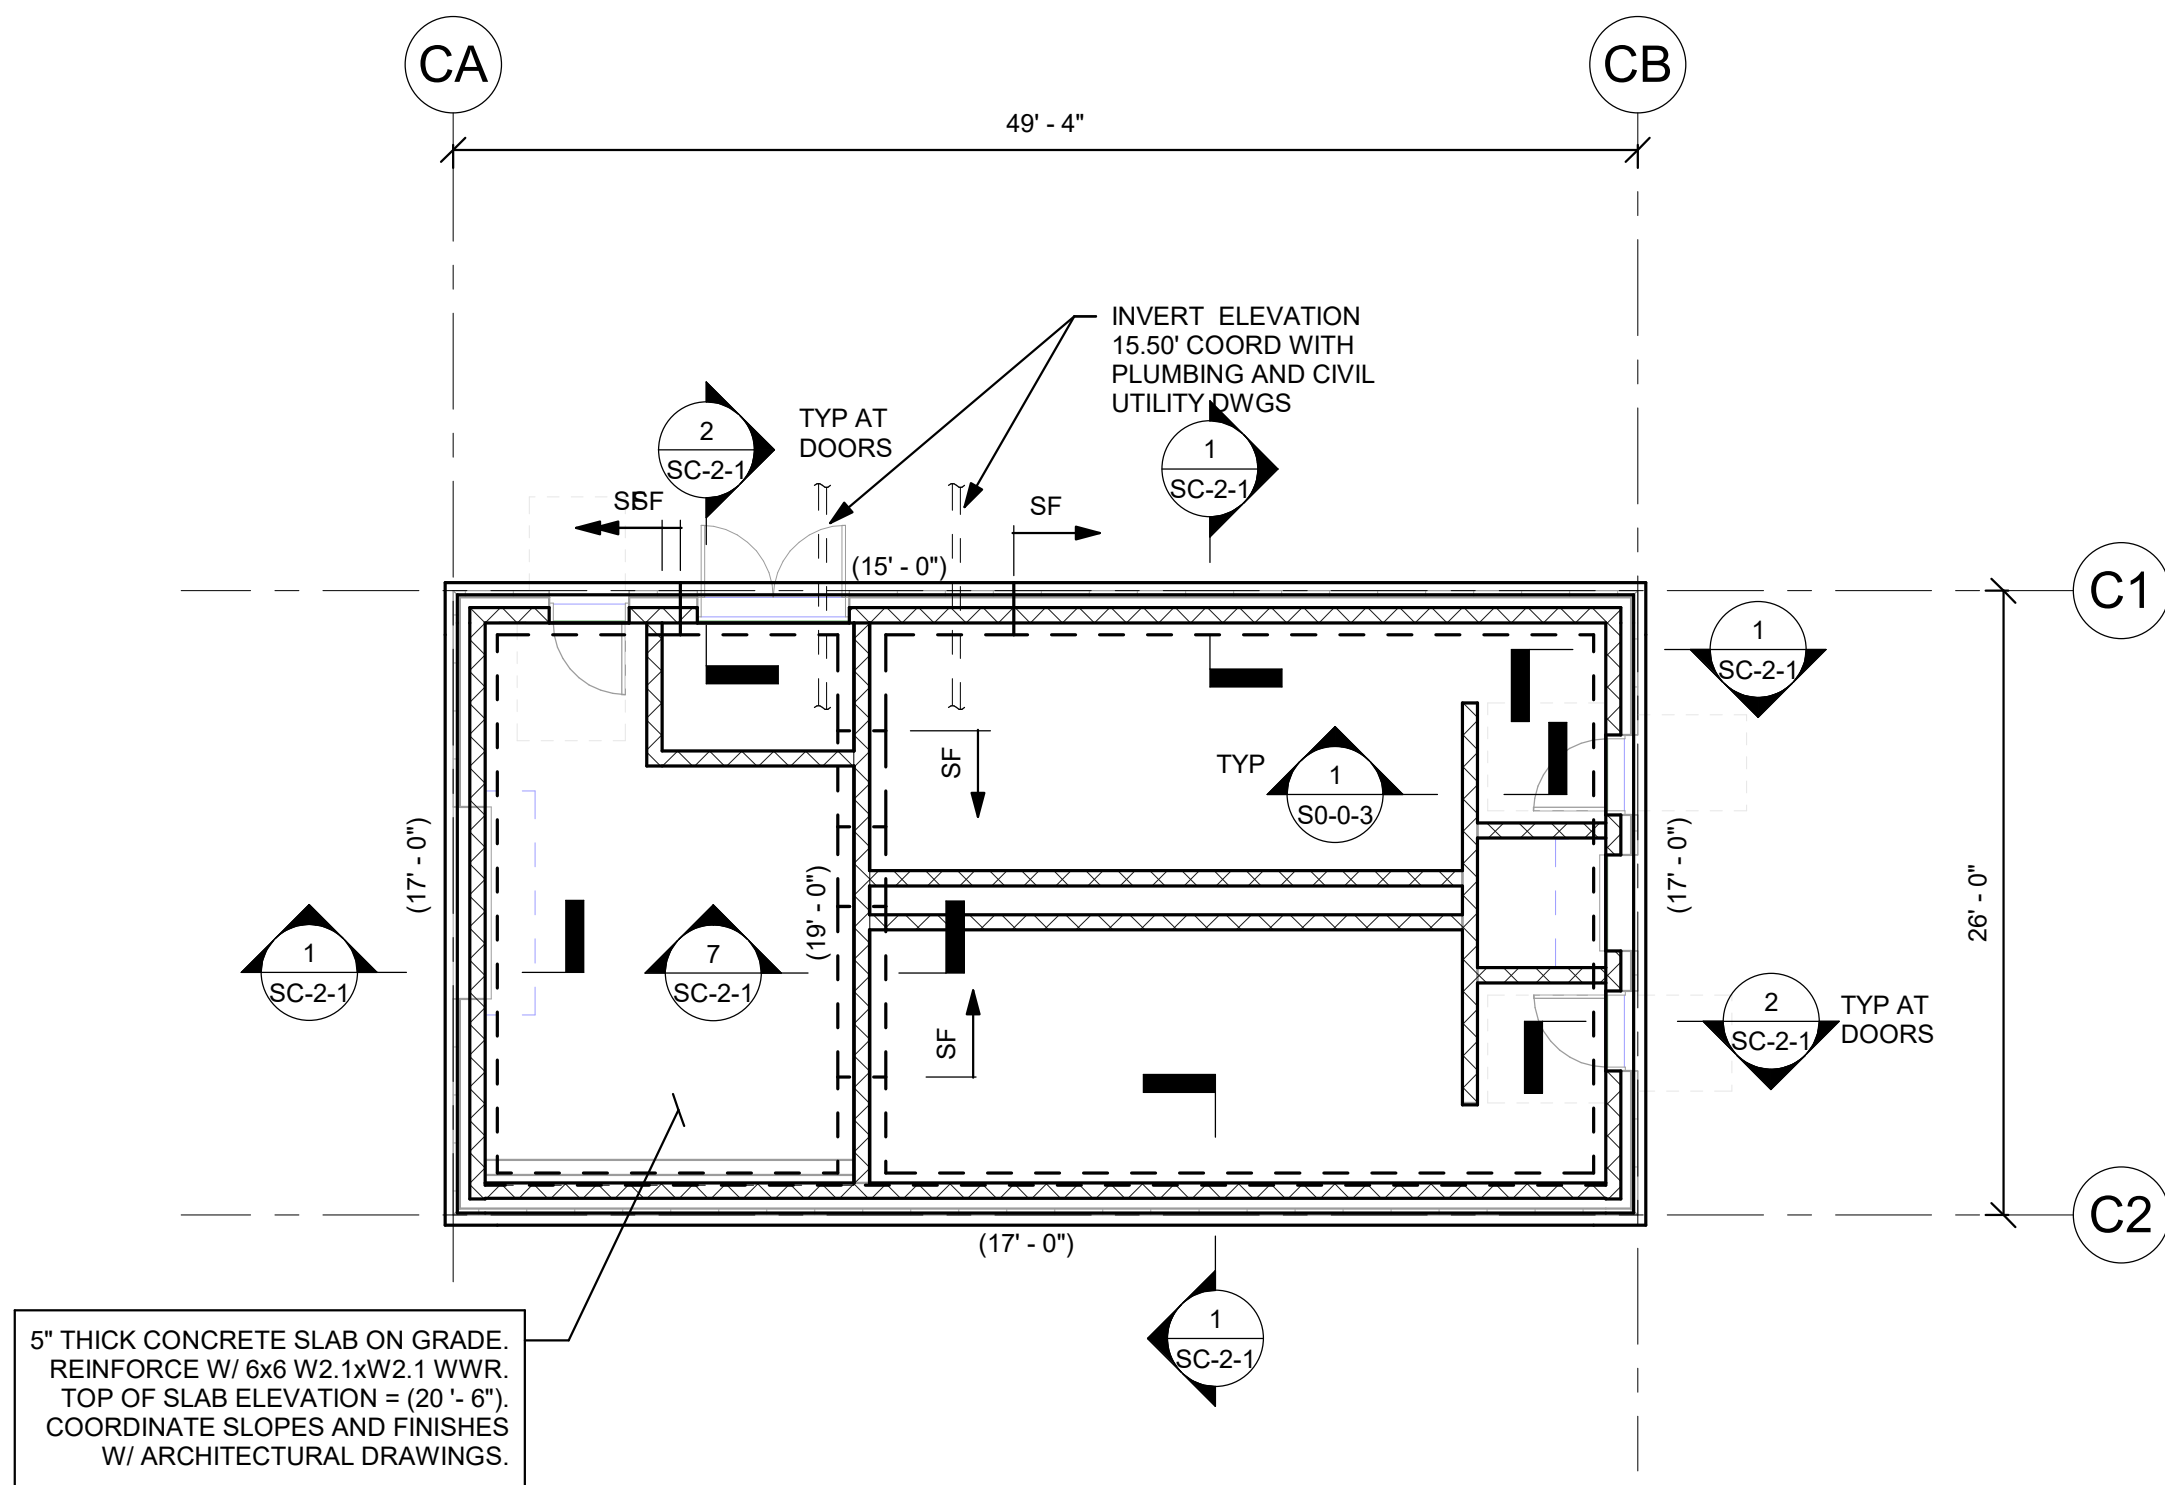 CA
CB
49' - 4"
INVERT ELEVATION
15.50' COORD WITH
PLUMBING AND CIVIL
UTILITY DWGS
TYP AT
DOORS
2
SC-2-1
1
SC-2-1
SF
SF
SF
(15' - 0")
C1
1
SC-2-1
SF
TYP
1
S0-0-3
(17' - 0")
(19' - 0")
(17' - 0")
26' - 0"
1
SC-2-1
7
SC-2-1
2
SC-2-1
TYP AT
DOORS
SF
C2
(17' - 0")
1
SC-2-1
5" THICK CONCRETE SLAB ON GRADE.
REINFORCE W/ 6x6 W2.1xW2.1 WWR.
TOP OF SLAB ELEVATION = (20 '- 6").
COORDINATE SLOPES AND FINISHES
W/ ARCHITECTURAL DRAWINGS.